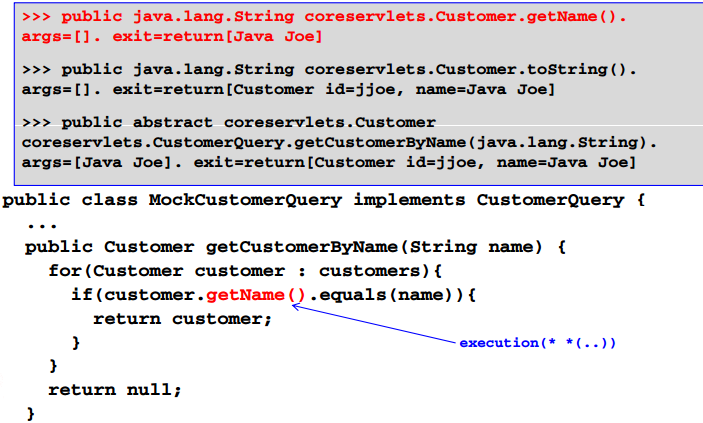 >>> public java.lang.String coreservlets.Customer.getName().
args=[]. exit=return[Java Joe]
>>> public java.lang.String coreservlets.Customer.toString().
args=[]. exit=return[Customer id=jjoe, name=Java Joe]
>>> public abstract coreservlets.Customer
coreservlets.CustomerQuery.getCustomerByName(java.lang.String).
args=[Java Joe]. exit=return[Customer id=jjoe, name=Java Joe]
public class MockCustomerQuery implements CustomerQuery {
  ...
  public Customer getCustomerByName(String name) {
    for(Customer customer : customers){
      if(customer.getName().equals(name)){
        return customer;
      }
execution(* *(..))
    }
    return null;
  }